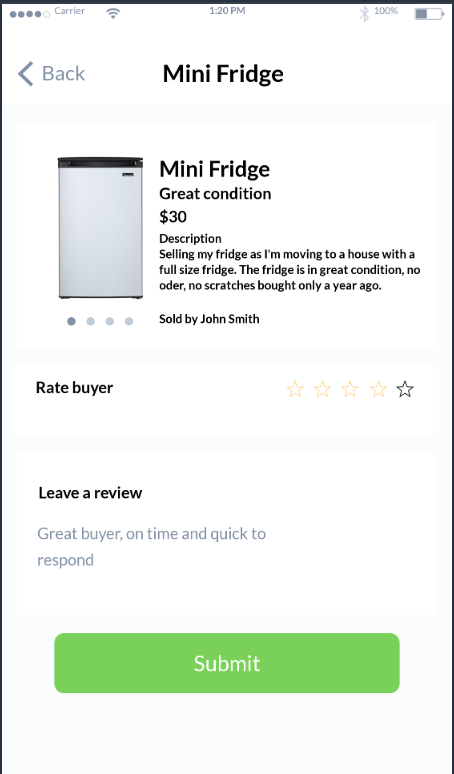 Carrier 1:20 PM 100%
Back Mini Fridge
Mini Fridge
Great condition
$30
Description
Selling my fridge as I'm moving to a house with a
full size fridge. The fridge is in great condition, no
oder, no scratches bought only a year ago.
Sold by John Smith
Rate buyer
Leave a review
Great buyer, on time and quick to
respond
Submit